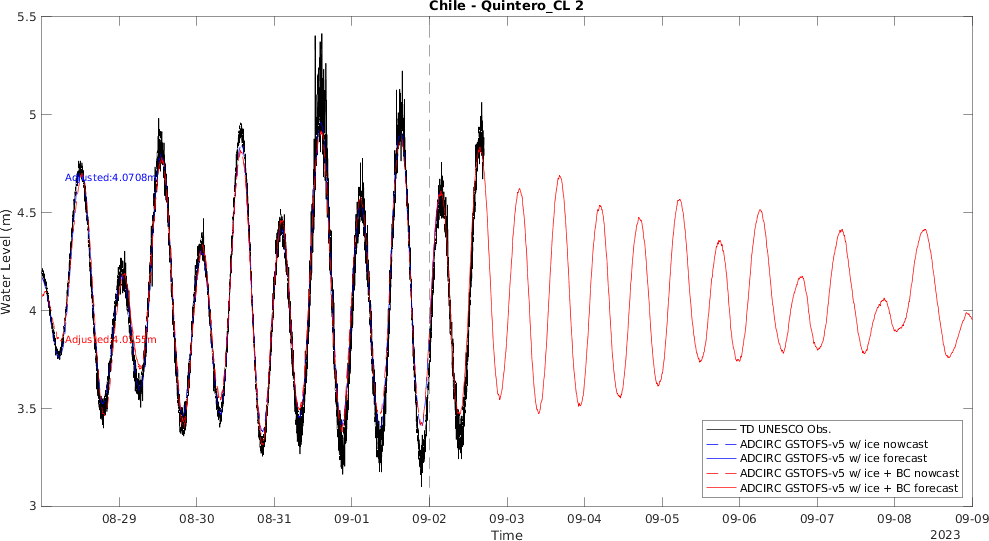 Chile - Quintero_CL 2
5.5
5
4.5
4
3.5
3
Water Level (m)
Adjusted:4.0708m
TD UNESCO Obs.
ADCIRC GSTOFS-v5 w/ ice nowcast
ADCIRC GSTOFS-v5 w/ ice forecast
ADCIRC GSTOFS-v5 w/ ice + BC nowcast
ADCIRC GSTOFS-v5 w/ ice + BC forecast
08-29 08-30 08-31 09-01 09-02 09-03 09-04 09-05 09-06 09-07 09-08 09-09
Time
2023